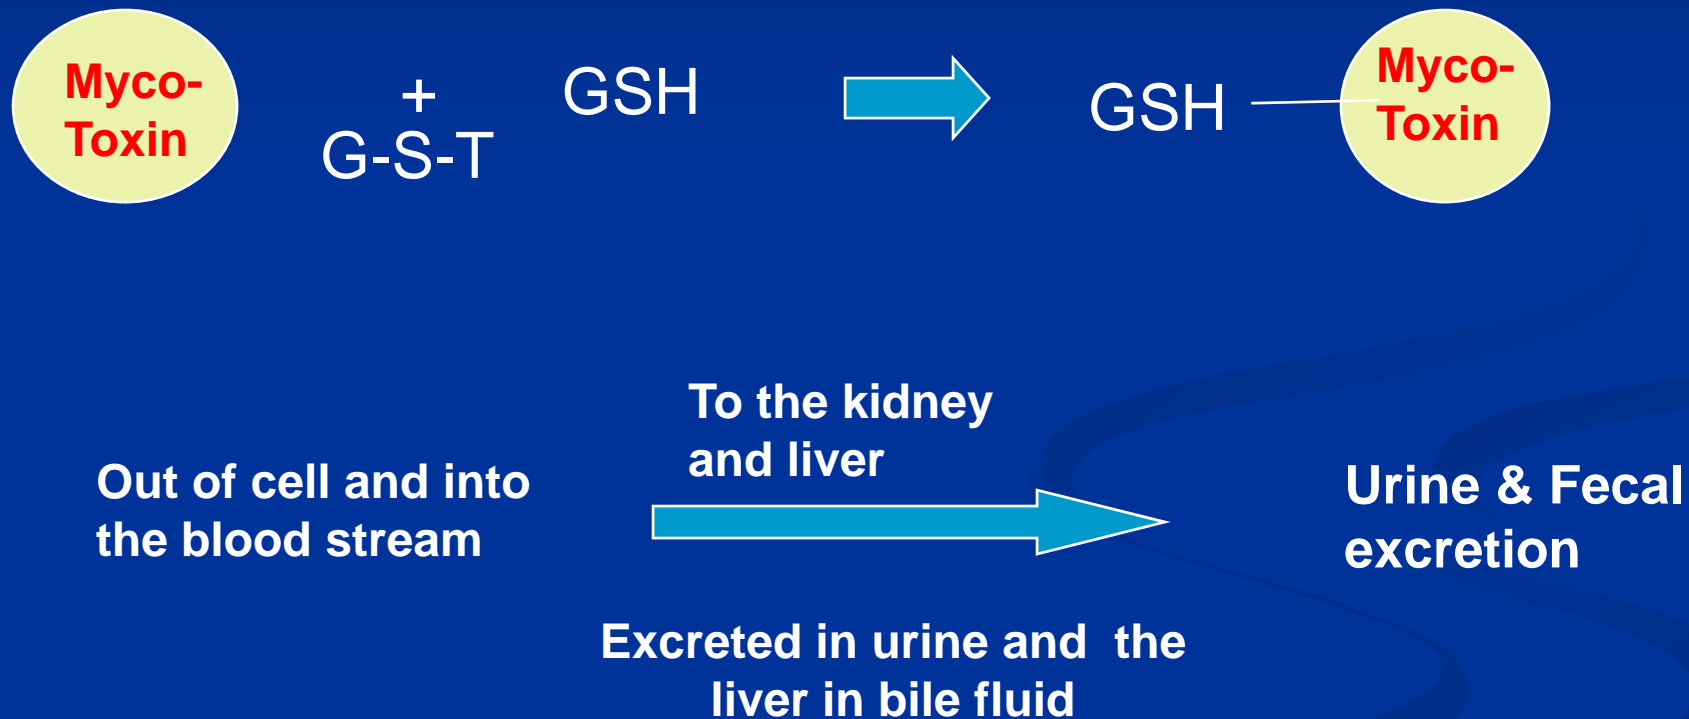 Myco-
Toxin
+
G-S-T
GSH
GSH
Myco-
Toxin
Out of cell and into
the blood stream
To the kidney
and liver
Urine & Fecal
excretion
Excreted in urine and the
liver in bile fluid